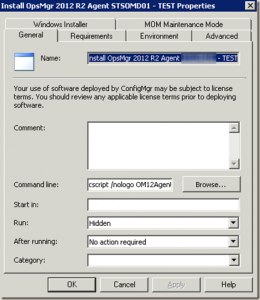 Install OpsMgr 2012 R2 Agent STSOMD01 - TEST Properties
Windows Installer
MOM Maintenance Mode
General
Requirements
Environment
Advanced
Name:
Install OpsMgr 2012 R2 Agent - TEST
Your use of software deployed by ConfigMgr may be subject to license
terms. You should review any applicable license terms prior to deploying
software.
Comment:
Command line:
cscript /nologo OM12Agent
Browse...
Start in:
Run:
Hidden
After running:
No action required
Category:
OK
Cancel
Apply
Help